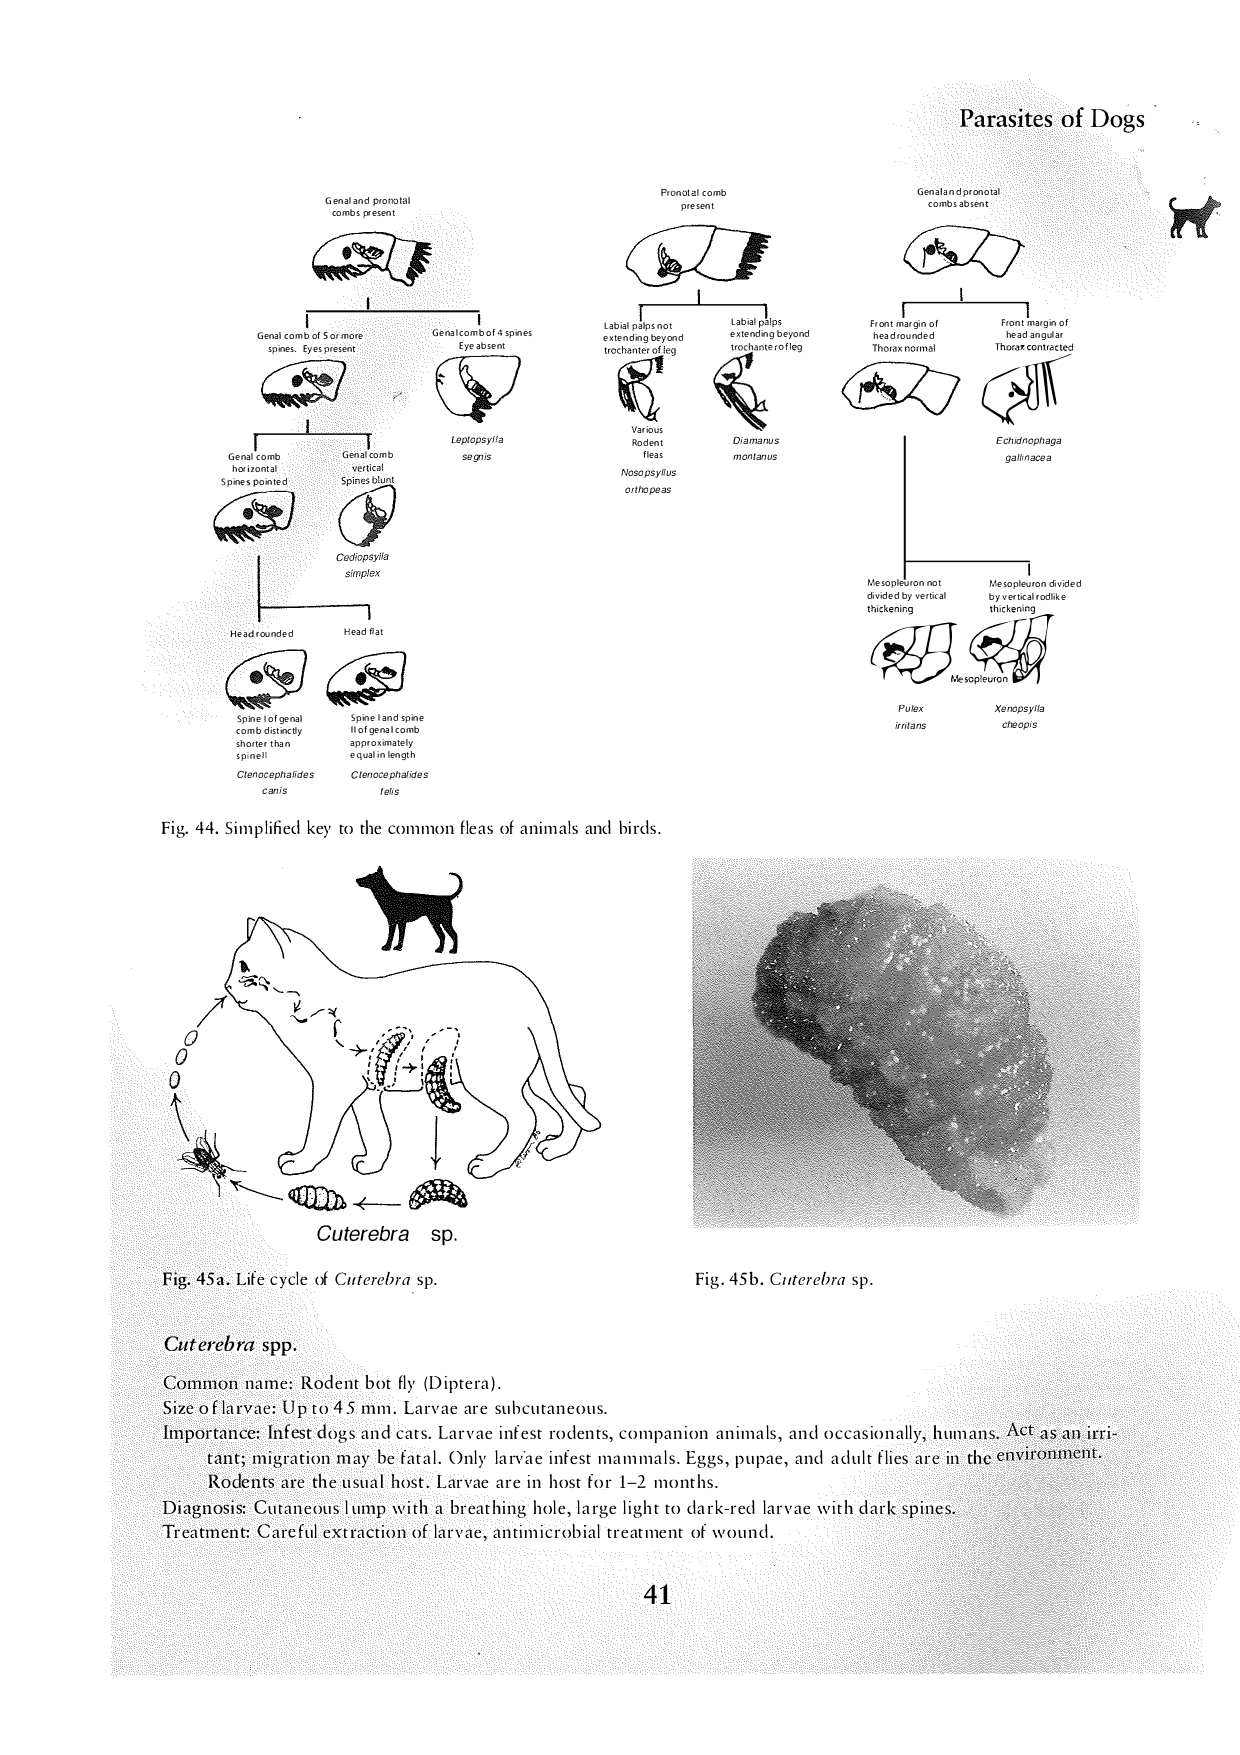 Parasites of Dogs
Genal and pronotal
combs present
Pronotal comb
present
Genal and pronotal
combs absent
Genal comb of 5 or more
spines. Eyes present
Genal comb of 4 spines
Eye absent
Labial palps not
extending beyond
trochanter of leg
Labial palps
extending beyond
trochanter of leg
Front margin of
head rounded
Thorax normal
Front margin of
head angular
Thorax contracted
Leptopsylla
segnis
Various
Rodent
fleas
Nosopsyllus
orthopeas
Diamanus
montanus
Echidnophaga
gallinacea
Genal comb
horizontal
Spines pointed
Genal comb
vertical
Spines blunt
Cediopsylla
simplex
Mesopleuron not
divided by vertical
thickening
Mesopleuron divided
by vertical rodlike
thickening
Head rounded
Head flat
Mesopleuron
Spine I of genal
comb distinctly
shorter than
spine II
Spine I and spine
II of genal comb
approximately
equal in length
Pulex
irritans
Xenopsylla
cheopis
Ctenocephalides
canis
Ctenocephalides
felis
Fig. 44. Simplified key to the common fleas of animals and birds.
Cuterebra sp.
Fig. 45a. Life cycle of Cuterebra sp.
Fig. 45b. Cuterebra sp.
Cuterebra spp.
Common name: Rodent bot fly (Diptera).
Size of larvae: Up to 45 mm. Larvae are subcutaneous.
Importance: Infest dogs and cats. Larvae infest rodents, companion animals, and occasionally, humans. Act as an irri-
tant; migration may be fatal. Only larvae infest mammals. Eggs, pupae, and adult flies are in the environment.
Rodents are the usual host. Larvae are in host for 1–2 months.
Diagnosis: Cutaneous lump with a breathing hole, large light to dark-red larvae with dark spines.
Treatment: Careful extraction of larvae, antimicrobial treatment of wound.
41